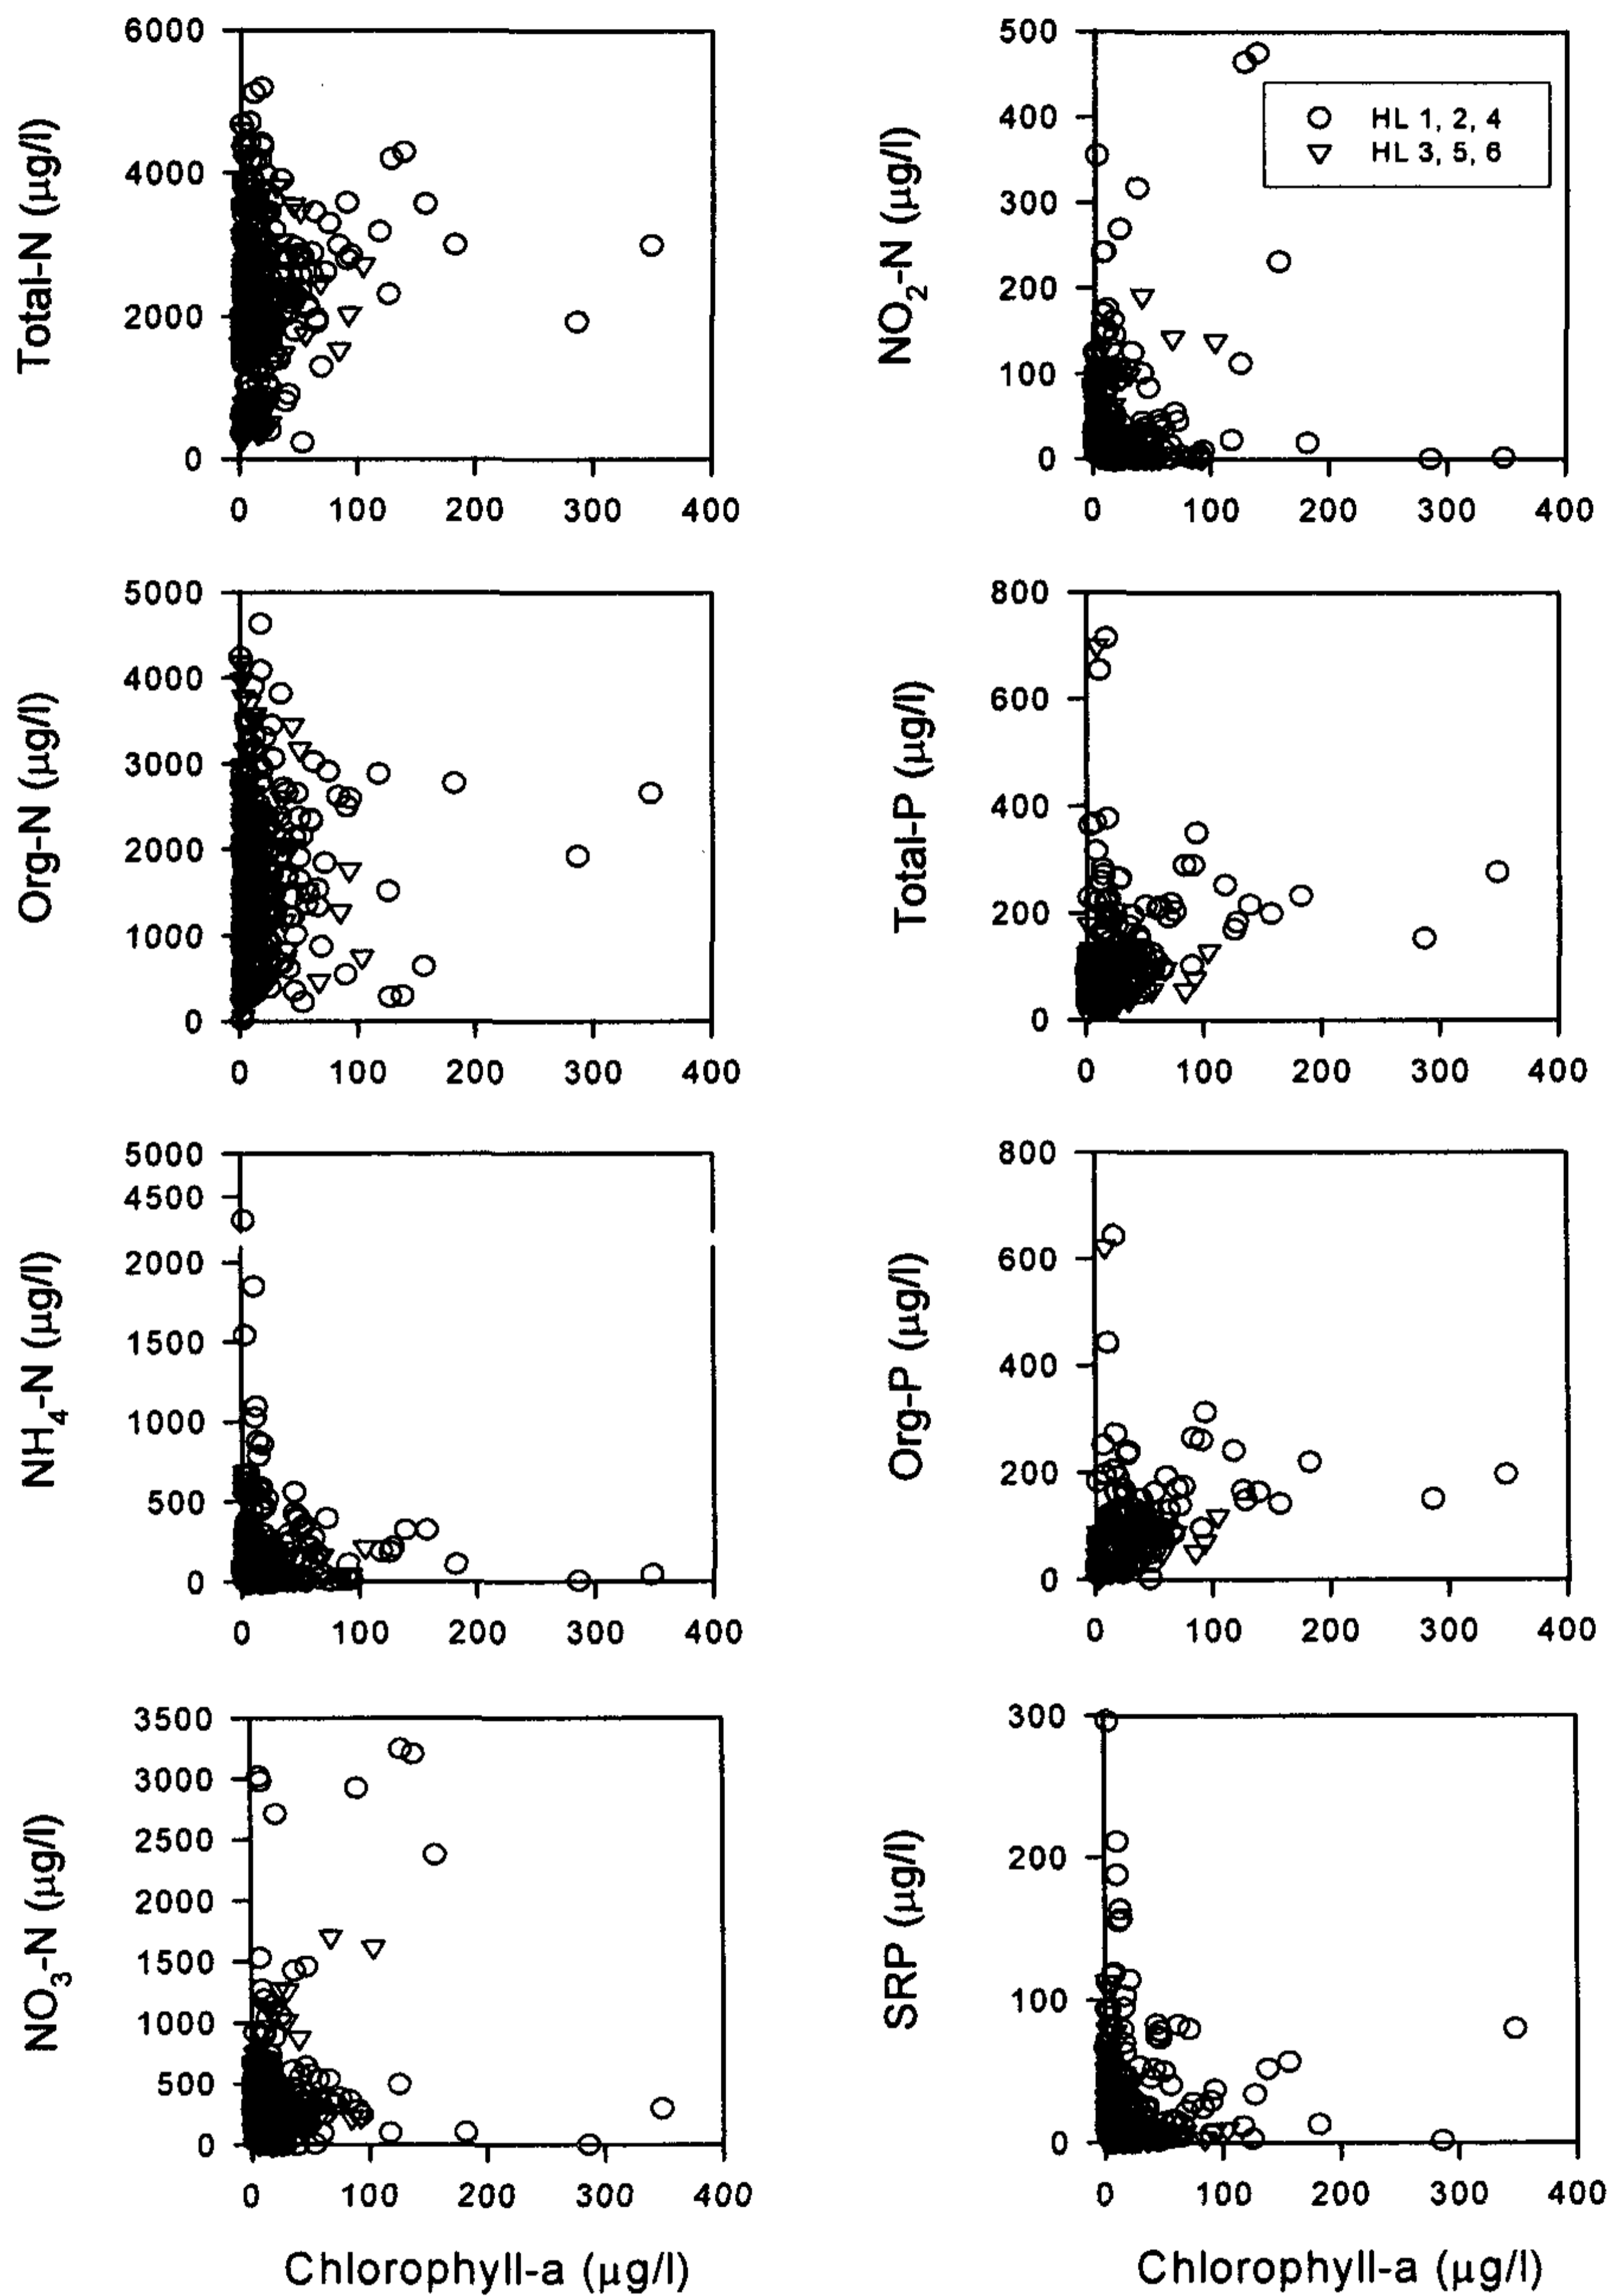 6000
4000
2000
0
Total-N (µg/l)
0 100 200 300 400
500
400
300
200
100
0
NO2-N (µg/l)
HL 1, 2, 4
HL 3, 5, 6
0 100 200 300 400
5000
4000
3000
2000
1000
0
Org-N (µg/l)
0 100 200 300 400
800
600
400
200
0
Total-P (µg/l)
0 100 200 300 400
5000
4500
2000
1500
1000
500
0
NH4-N (µg/l)
0 100 200 300 400
800
600
400
200
0
Org-P (µg/l)
0 100 200 300 400
3500
3000
2500
2000
1500
1000
500
0
NO3-N (µg/l)
0 100 200 300 400
Chlorophyll-a (µg/l)
300
200
100
0
SRP (µg/l)
0 100 200 300 400
Chlorophyll-a (µg/l)